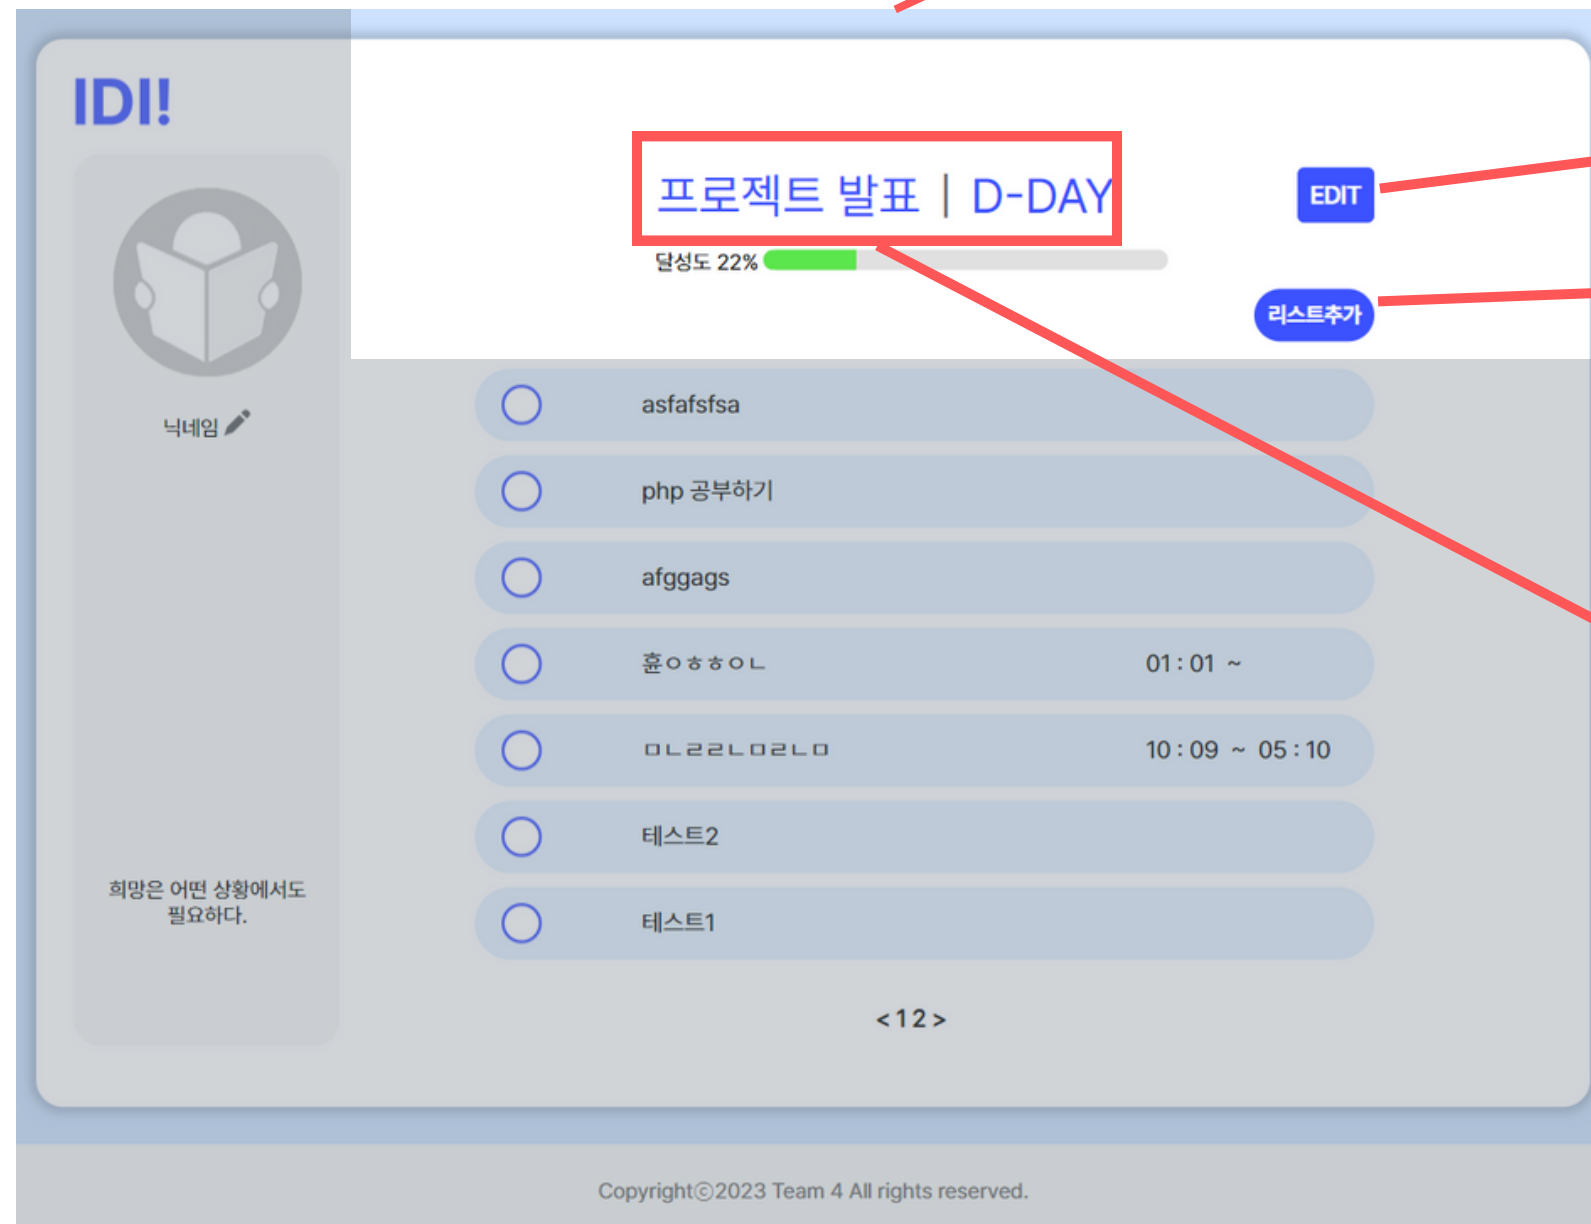 IDI!
프로젝트 발표 | D-DAY
EDIT
달성도 22%
리스트추가
닉네임
희망은 어떤 상황에서도
필요하다.
asfafsfsa
php 공부하기
afggags
훈ㅇㅎㅎㅇㄴ 01 : 01 ~
ㅁㄴㄹㄹㄴㅁㄹㄴㅁ 10 : 09 ~ 05 : 10
테스트2
테스트1
< 1 2 >
Copyrightⓒ2023 Team 4 All rights reserved.